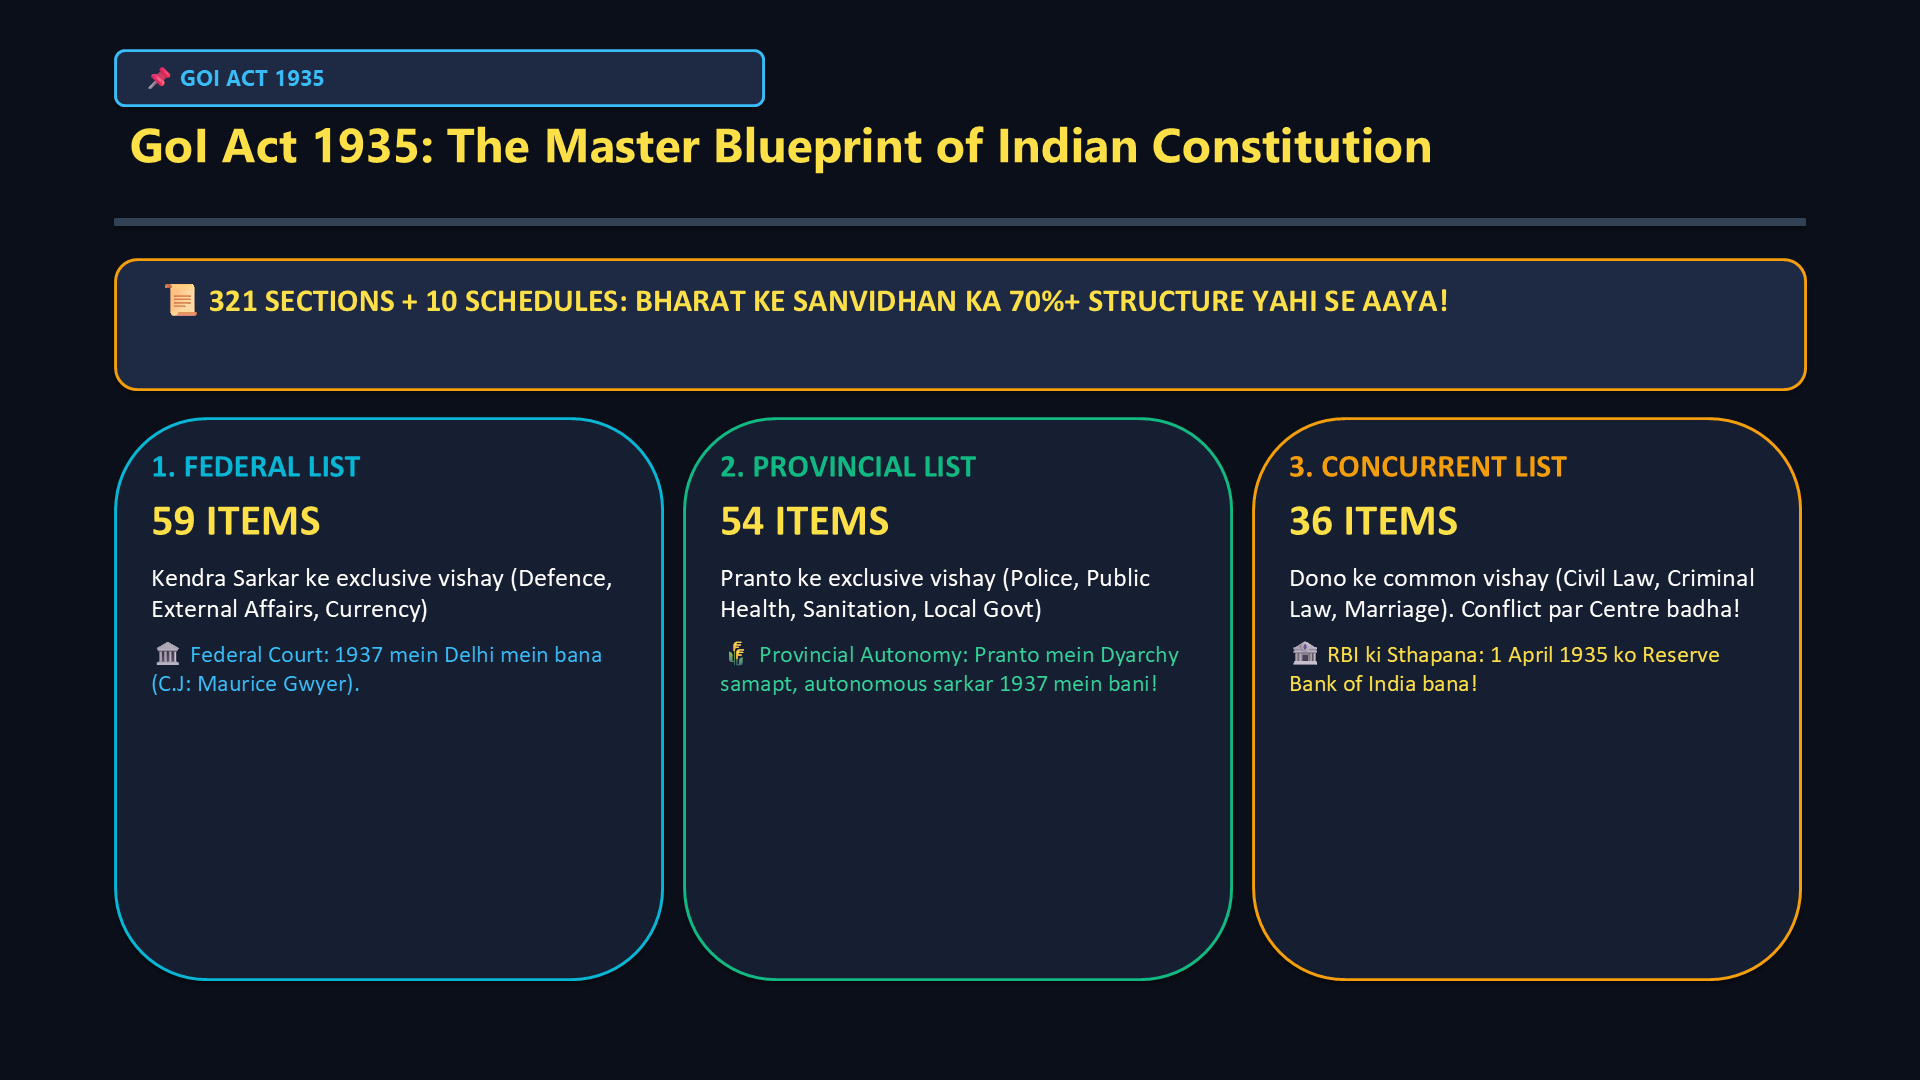 📌 GOI ACT 1935
GoI Act 1935: The Master Blueprint of Indian Constitution
📜 321 SECTIONS + 10 SCHEDULES: BHARAT KE SANVIDHAN KA 70%+ STRUCTURE YAHI SE AAYA!
1. FEDERAL LIST
59 ITEMS
Kendra Sarkar ke exclusive vishay (Defence,
External Affairs, Currency)
🏛️ Federal Court: 1937 mein Delhi mein bana
(C.J: Maurice Gwyer).
2. PROVINCIAL LIST
54 ITEMS
Pranto ke exclusive vishay (Police, Public
Health, Sanitation, Local Govt)
🌾 Provincial Autonomy: Pranto mein Dyarchy
samapt, autonomous sarkar 1937 mein bani!
3. CONCURRENT LIST
36 ITEMS
Dono ke common vishay (Civil Law, Criminal
Law, Marriage). Conflict par Centre badha!
🏦 RBI ki Sthapana: 1 April 1935 ko Reserve
Bank of India bana!